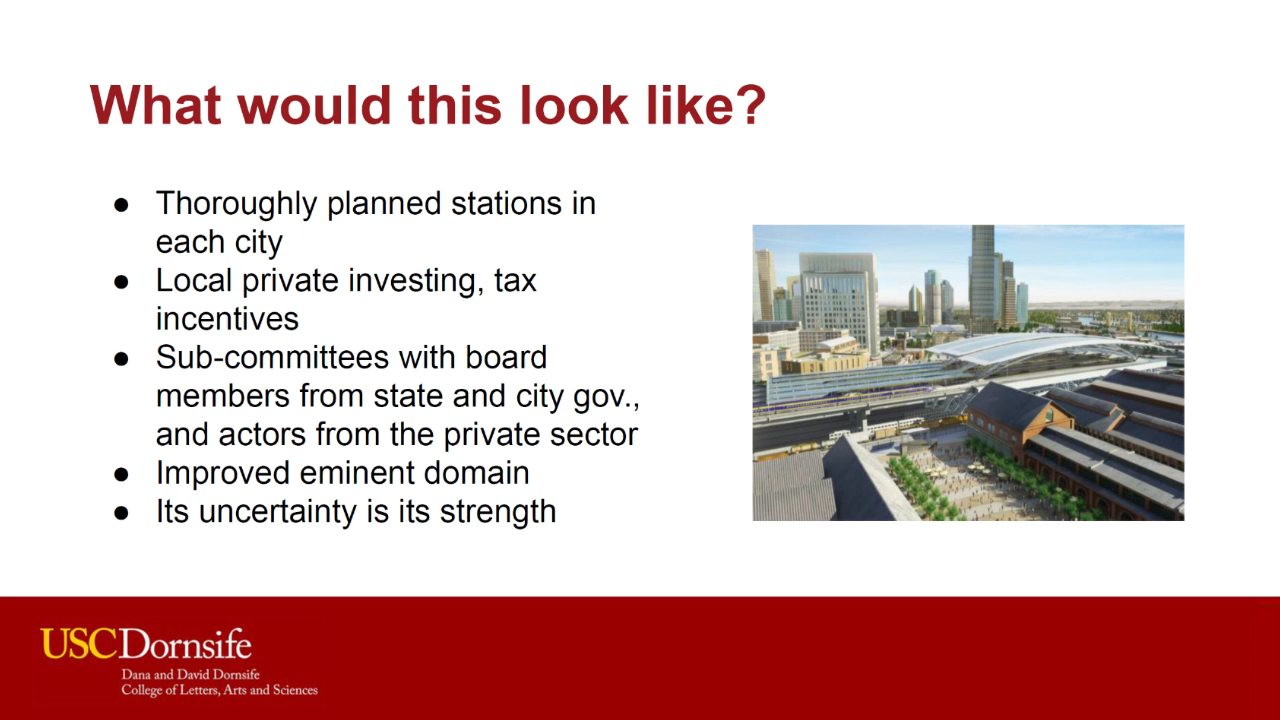 What would this look like?
● Thoroughly planned stations in
each city
● Local private investing, tax
incentives
● Sub-committees with board
members from state and city gov.,
and actors from the private sector
● Improved eminent domain
● Its uncertainty is its strength
USCDornsife
Dana and David Dornsife
College of Letters, Arts and Sciences